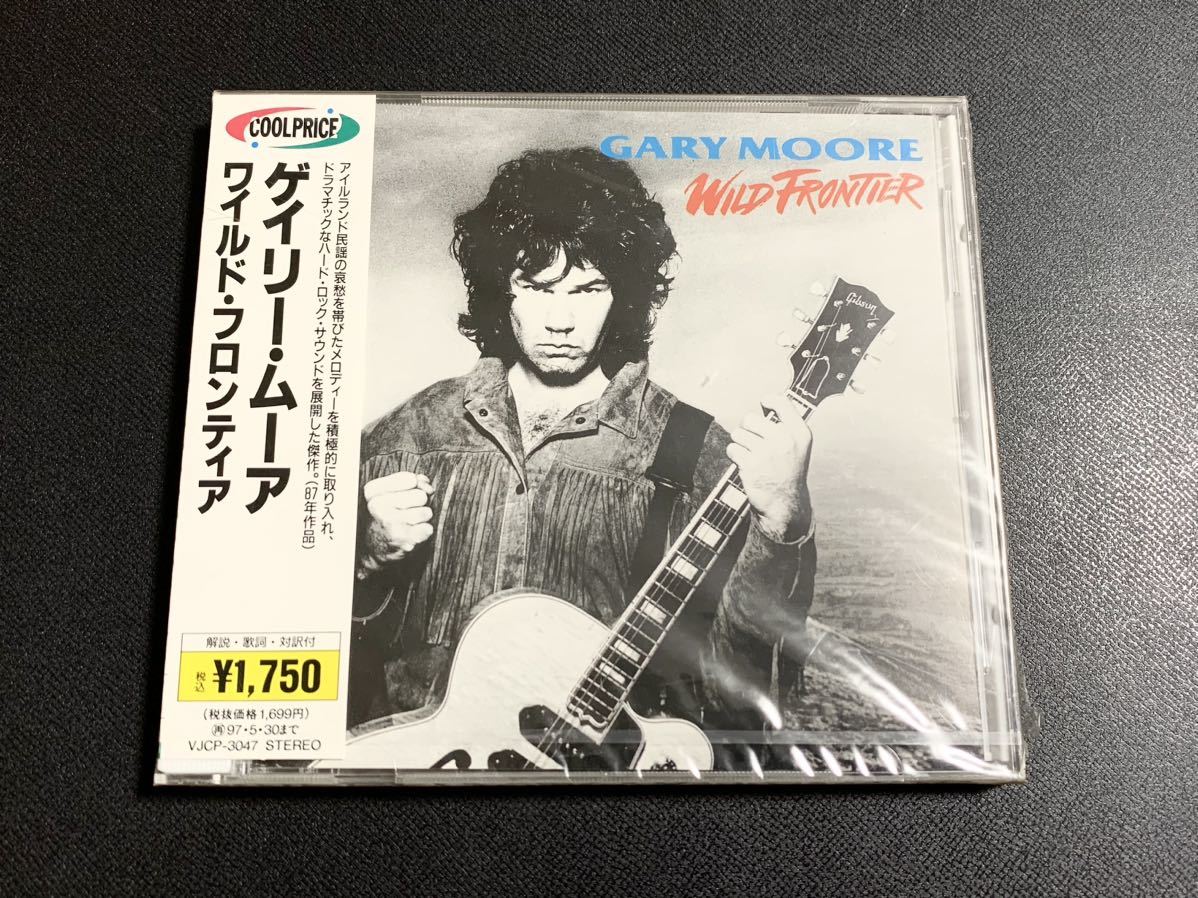 COOLPRICE
ゲイリー・ムーア
ワイルド・フロンティア
アイルランド民謡の哀愁を帯びたメロディーを積極的に取り入れ、
ドラマチックなハード・ロック・サウンドを展開した傑作。(87年作品)
解説・歌詞・対訳付
税込 ¥1,750
(税抜価格1,699円)
㊢97・5・30まで
VJCP-3047 STEREO
GARY MOORE
WILD FRONTIER
Gibson